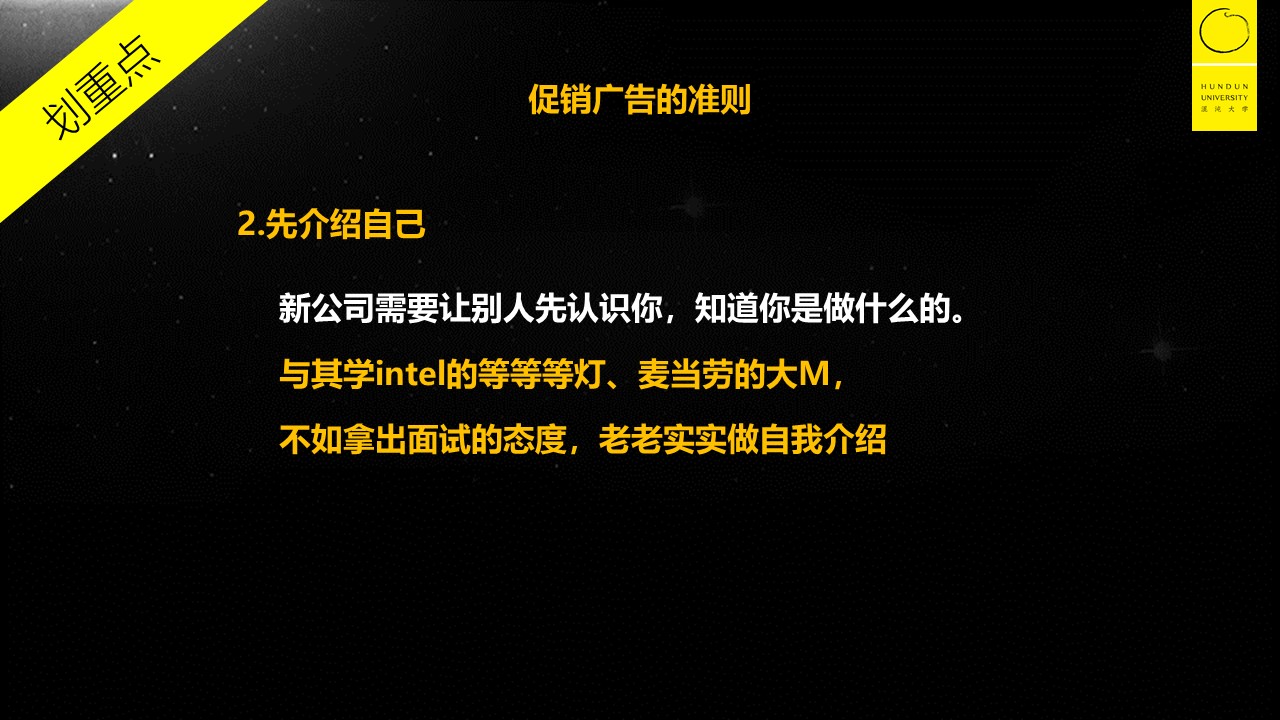 划重点
HUNDUN
UNIVERSITY
混沌大学
促销广告的准则
2.先介绍自己
新公司需要让别人先认识你，知道你是做什么的。
与其学intel的等等等灯、麦当劳的大M，
不如拿出面试的态度，老老实实做自我介绍